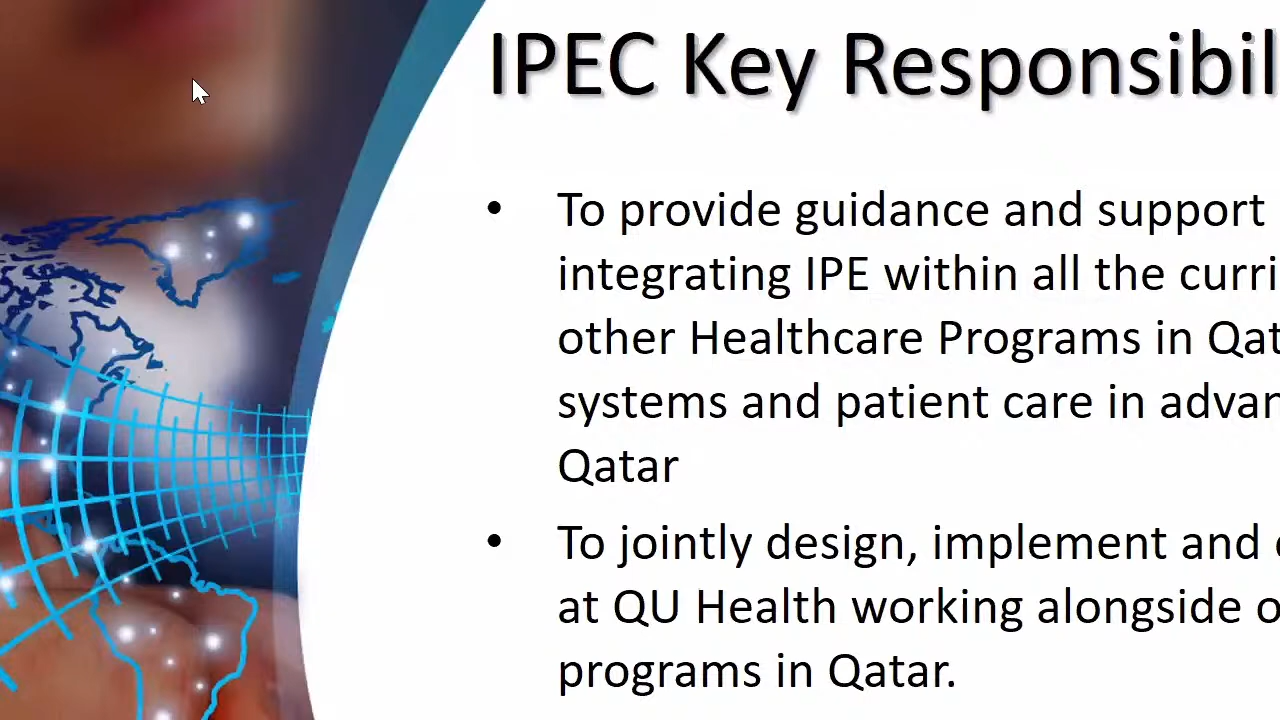 IPEC Key Responsibil
• To provide guidance and support
integrating IPE within all the curri
other Healthcare Programs in Qat
systems and patient care in advan
Qatar
• To jointly design, implement and
at QU Health working alongside o
programs in Qatar.